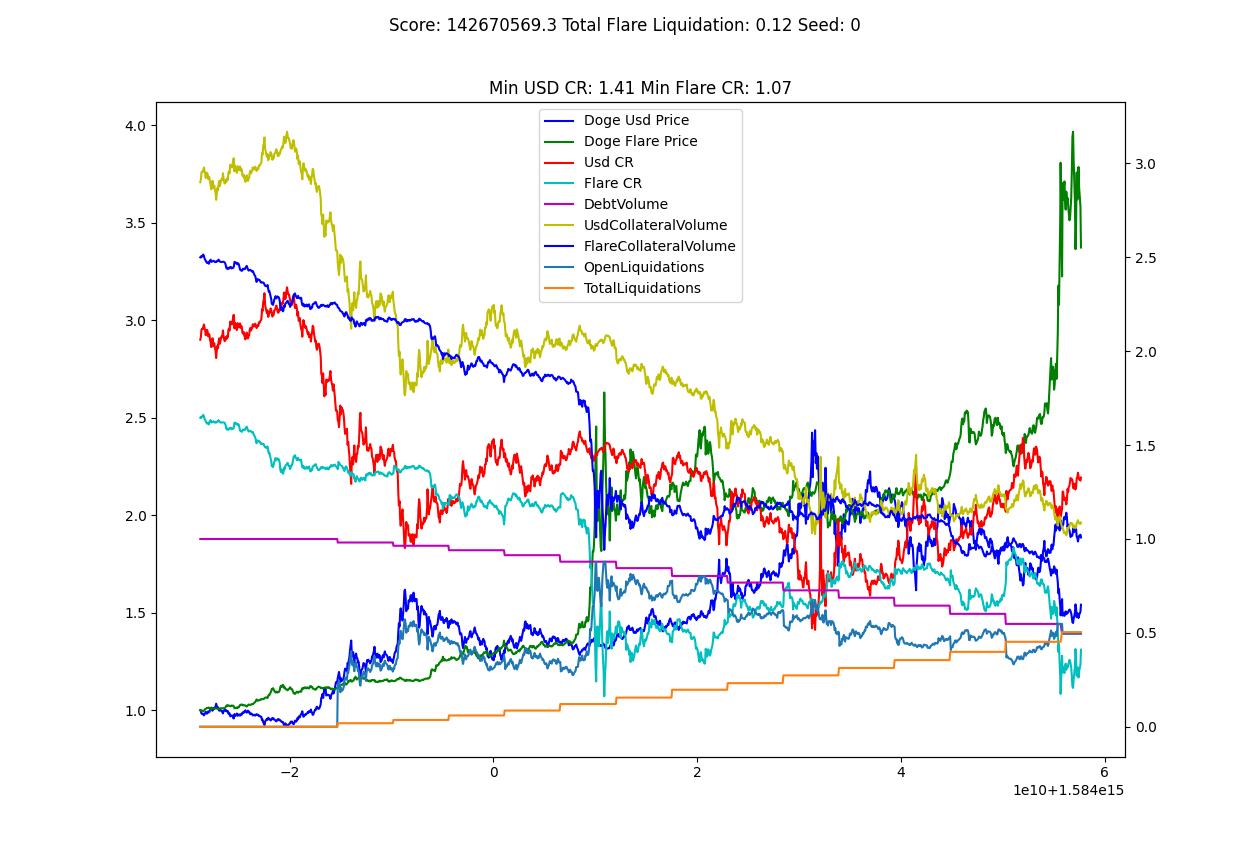 Score: 142670569.3 Total Flare Liquidation: 0.12 Seed: 0
Min USD CR: 1.41 Min Flare CR: 1.07
Doge Usd Price
Doge Flare Price
Usd CR
Flare CR
DebtVolume
UsdCollateralVolume
FlareCollateralVolume
OpenLiquidations
TotalLiquidations
4.0
3.5
3.0
2.5
2.0
1.5
1.0
3.0
2.5
2.0
1.5
1.0
0.5
0.0
−2 0 2 4 6
1e10+1.584e15